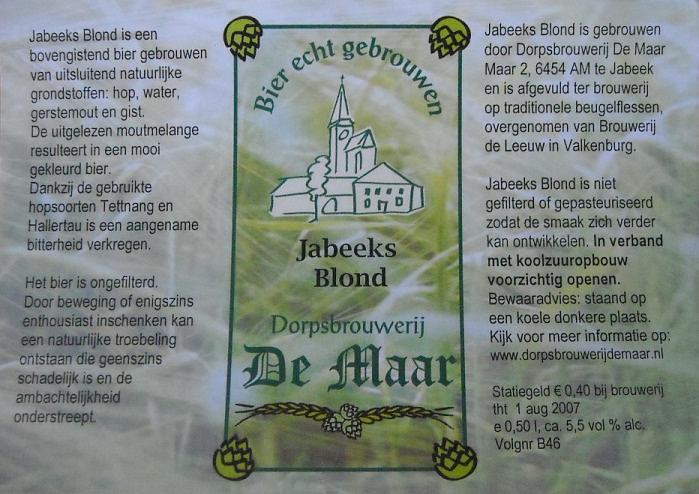 Jabeeks Blond is een
bovengistend bier gebrouwen
van uitsluitend natuurlijke
grondstoffen: hop, water,
gerstemout en gist.
De uitgelezen moutmelange
resulteert in een mooi
gekleurd bier.
Dankzij de gebruikte
hopsoorten Tettnang en
Hallertau is een aangename
bitterheid verkregen.
Het bier is ongefilterd.
Door beweging of enigszins
enthousiast inschenken kan
een natuurlijke troebeling
ontstaan die geenszins
schadelijk is en de
ambachtelijkheid
onderstreept.
Bier echt gebrouwen
Jabeeks
Blond
Dorpsbrouwerij
De Maar
Jabeeks Blond is gebrouwen
door Dorpsbrouwerij De Maar
Maar 2, 6454 AM te Jabeek
en is afgevuld ter brouwerij
op traditionele beugelflessen,
overgenomen van Brouwerij
de Leeuw in Valkenburg.
Jabeeks Blond is niet
gefilterd of gepasteuriseerd
zodat de smaak zich verder
kan ontwikkelen. In verband
met koolzuuropbouw
voorzichtig openen.
Bewaaradvies: staand op
een koele donkere plaats.
Kijk voor meer informatie op:
www.dorpsbrouwerijdemaar.nl
Statiegeld € 0,40 bij brouwerij
tht 1 aug 2007
e 0,50 l, ca. 5,5 vol % alc.
Volgnr B46